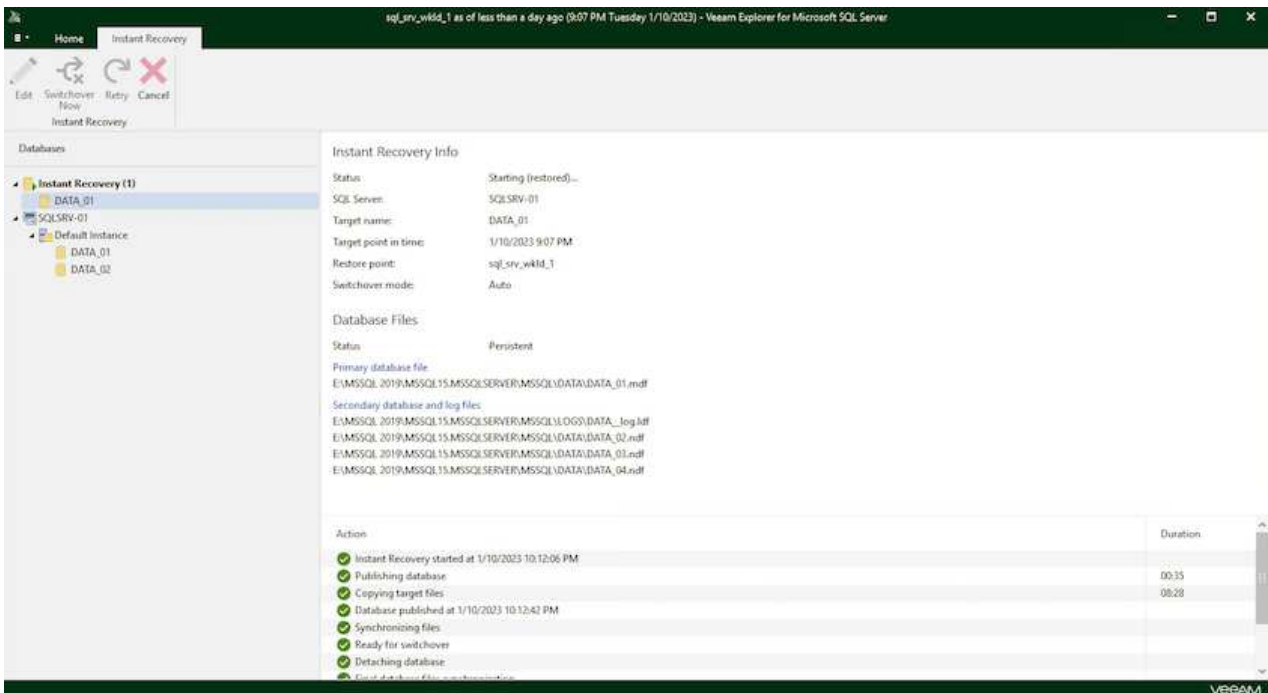 sql_srv_wkld_1 as of less than a day ago (9:07 PM Tuesday 1/10/2023) - Veeam Explorer for Microsoft SQL Server
Home Instant Recovery
Edit Switchover Now Retry Cancel
Instant Recovery
Databases
Instant Recovery (1)
DATA_01
SQLSRV-01
Default Instance
DATA_01
DATA_02
Instant Recovery Info
Status: Starting (restored)...
SQL Server: SQLSRV-01
Target name: DATA_01
Target point in time: 1/10/2023 9:07 PM
Restore point: sql_srv_wkld_1
Switchover mode: Auto
Database Files
Status Persistent
Primary database file
E:\MSSQL 2019\MSSQL15.MSSQLSERVER\MSSQL\DATA\DATA_01.mdf
Secondary database and log files
E:\MSSQL 2019\MSSQL15.MSSQLSERVER\MSSQL\LOGS\DATA__log.ldf
E:\MSSQL 2019\MSSQL15.MSSQLSERVER\MSSQL\DATA\DATA_02.ndf
E:\MSSQL 2019\MSSQL15.MSSQLSERVER\MSSQL\DATA\DATA_03.ndf
E:\MSSQL 2019\MSSQL15.MSSQLSERVER\MSSQL\DATA\DATA_04.ndf
Action Duration
Instant Recovery started at 1/10/2023 10:12:06 PM
Publishing database 00:35
Copying target files 08:28
Database published at 1/10/2023 10:12:42 PM
Synchronizing files
Ready for switchover
Detaching database
Final database files synchronization
VEEAM